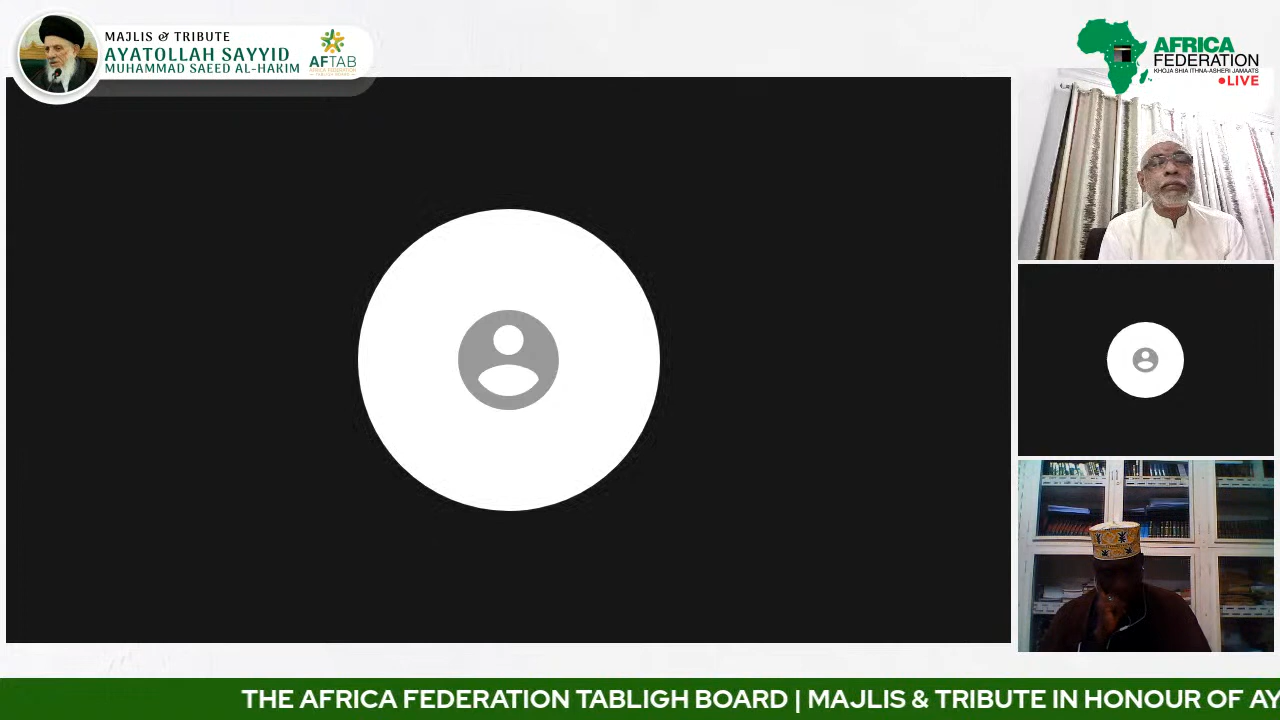 MAJLIS & TRIBUTE
AYATOLLAH SAYYID
MUHAMMAD SAEED AL-HAKIM
AFTAB
AFRICA
FEDERATION
KHOJA SHIA ITHNA-ASHERI JAMAATS
LIVE
THE AFRICA FEDERATION TABLIGH BOARD | MAJLIS & TRIBUTE IN HONOUR OF AY